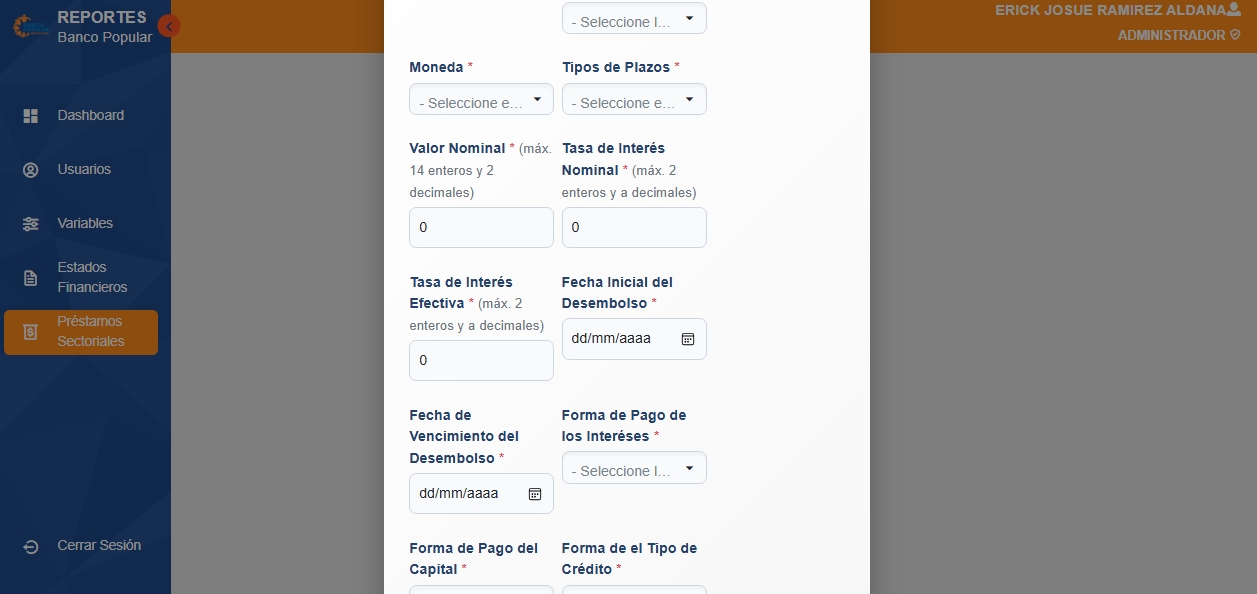 REPORTES
Banco Popular
ERICK JOSUE RAMIREZ ALDANA
ADMINISTRADOR
Dashboard
Usuarios
Variables
Estados
Financieros
Préstamos
Sectoriales
Cerrar Sesión
- Seleccione l...
Moneda *
Tipos de Plazos *
- Seleccione e...
- Seleccione e...
Valor Nominal * (máx.
14 enteros y 2
decimales)
0
Tasa de Interés
Nominal * (máx. 2
enteros y a decimales)
0
Tasa de Interés
Efectiva * (máx. 2
enteros y a decimales)
0
Fecha Inicial del
Desembolso *
dd/mm/aaaa
Fecha de
Vencimiento del
Desembolso *
dd/mm/aaaa
Forma de Pago de
los Interéses *
- Seleccione l...
Forma de Pago del
Capital *
Forma de el Tipo de
Crédito *